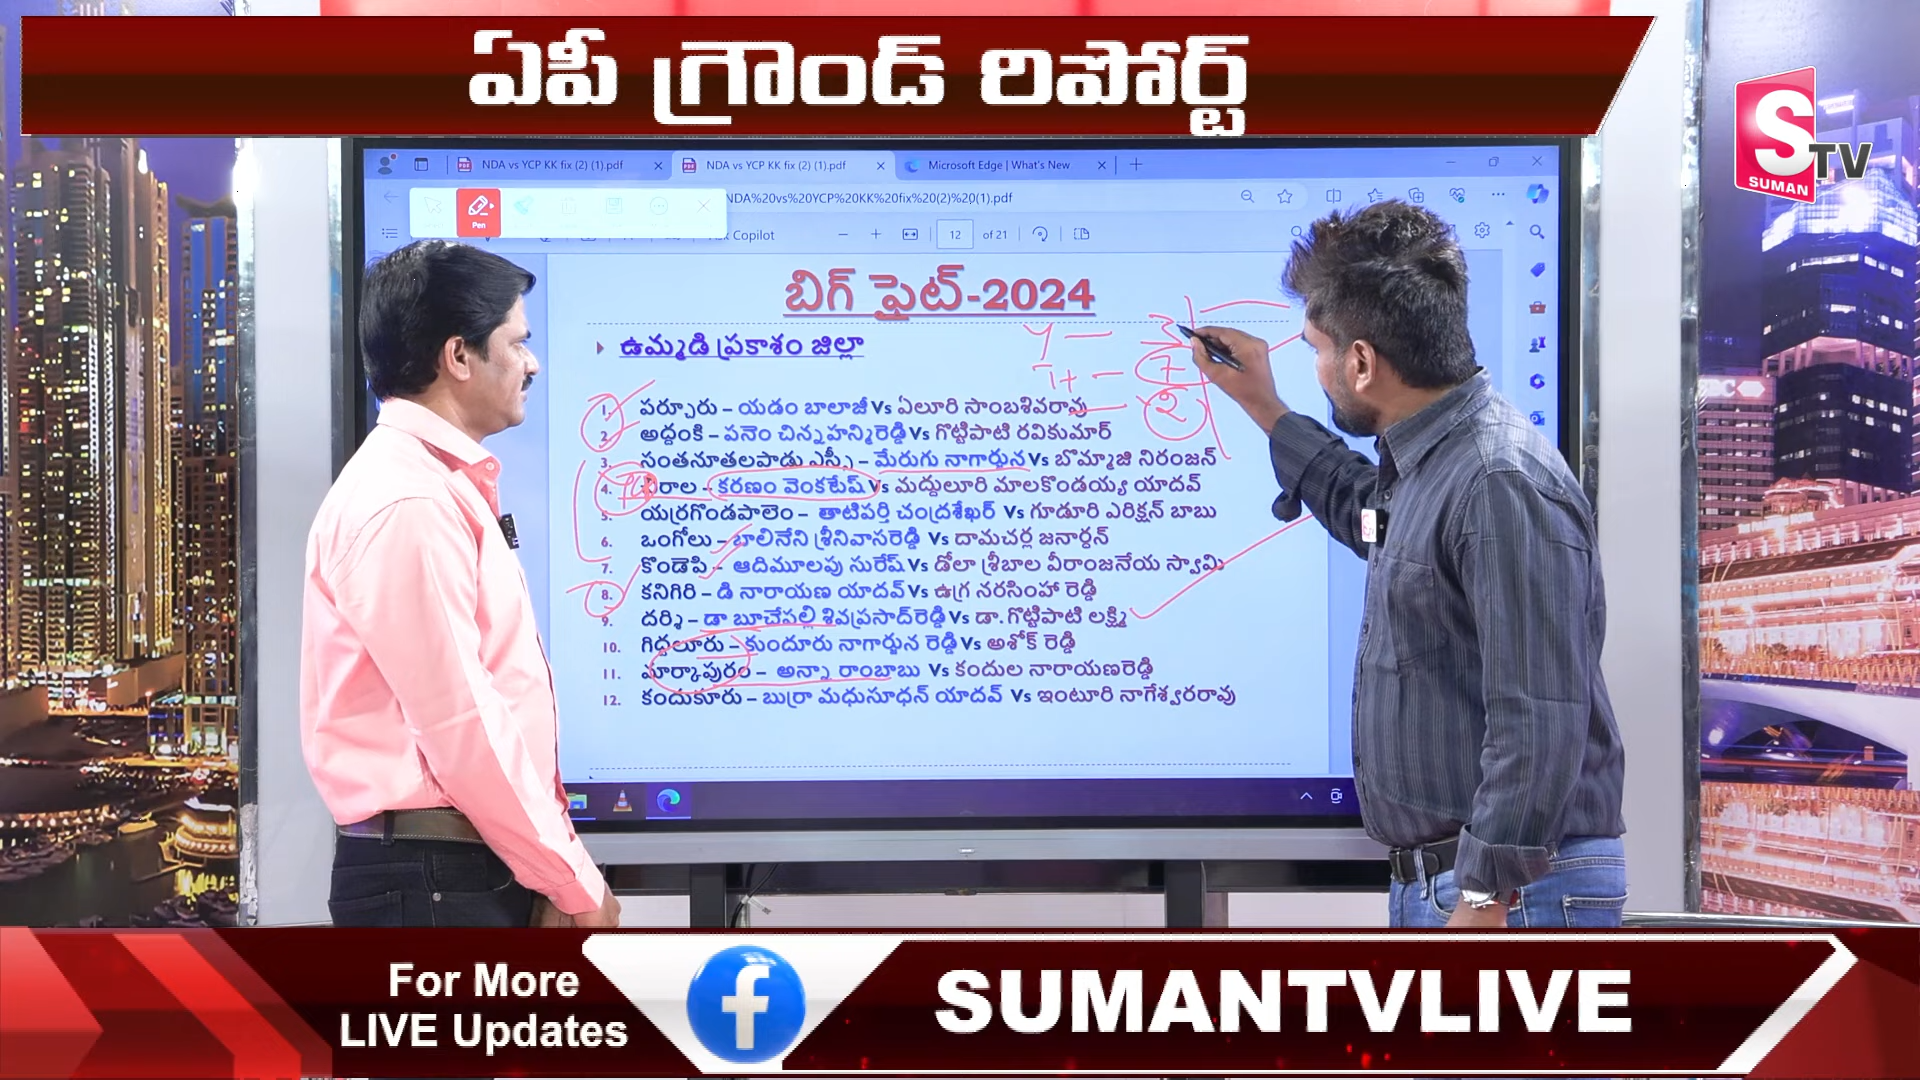 ఏపీ గ్రౌండ్ రిపోర్ట్
S TV
SUMAN
NDA vs YCP KK fix (2) (1).pdf
NDA vs YCP KK fix (2) (1).pdf
Microsoft Edge | What's New
NDA%20vs%20YCP%20KK%20fix%20(2)%20(1).pdf
Pen
Copilot
12 of 21
బిగ్ ఫైట్-2024
ఉమ్మడి ప్రకాశం జిల్లా
Y - 3
T+ - 7
- 2
1. పర్చూరు – యడం బాలాజీ Vs ఏలూరి సాంబశివరావు
2. అద్దంకి – పనెం చిన్నహన్మిరెడ్డి Vs గొట్టిపాటి రవికుమార్
3. సంతనూతలపాడు ఎస్సీ – మేరుగు నాగార్జున Vs బొమ్మాజి నిరంజన్
4. చీరాల – కరణం వెంకటేష్ Vs మద్దులూరి మాలకొండయ్య యాదవ్
5. యర్రగొండపాలెం – తాటిపర్తి చంద్రశేఖర్ Vs గూడూరి ఎరిక్షన్ బాబు
6. ఒంగోలు – బాలినేని శ్రీనివాసరెడ్డి Vs దామచర్ల జనార్దన్
7. కొండెపి – ఆదిమూలపు సురేష్ Vs డోలా శ్రీబాల వీరాంజనేయ స్వామి
8. కనిగిరి – డి నారాయణ యాదవ్ Vs ఉగ్ర నరసింహా రెడ్డి
9. దర్శి – డా బూచేపల్లి శివప్రసాద్‌రెడ్డి Vs డా. గొట్టిపాటి లక్ష్మి
10. గిద్దలూరు – కుందూరు నాగార్జున రెడ్డి Vs అశోక్ రెడ్డి
11. మార్కాపురం – అన్నా రాంబాబు Vs కందుల నారాయణరెడ్డి
12. కందుకూరు – బుర్రా మధుసూధన్ యాదవ్ Vs ఇంటూరి నాగేశ్వరరావు
For More
LIVE Updates
f
SUMANTVLIVE